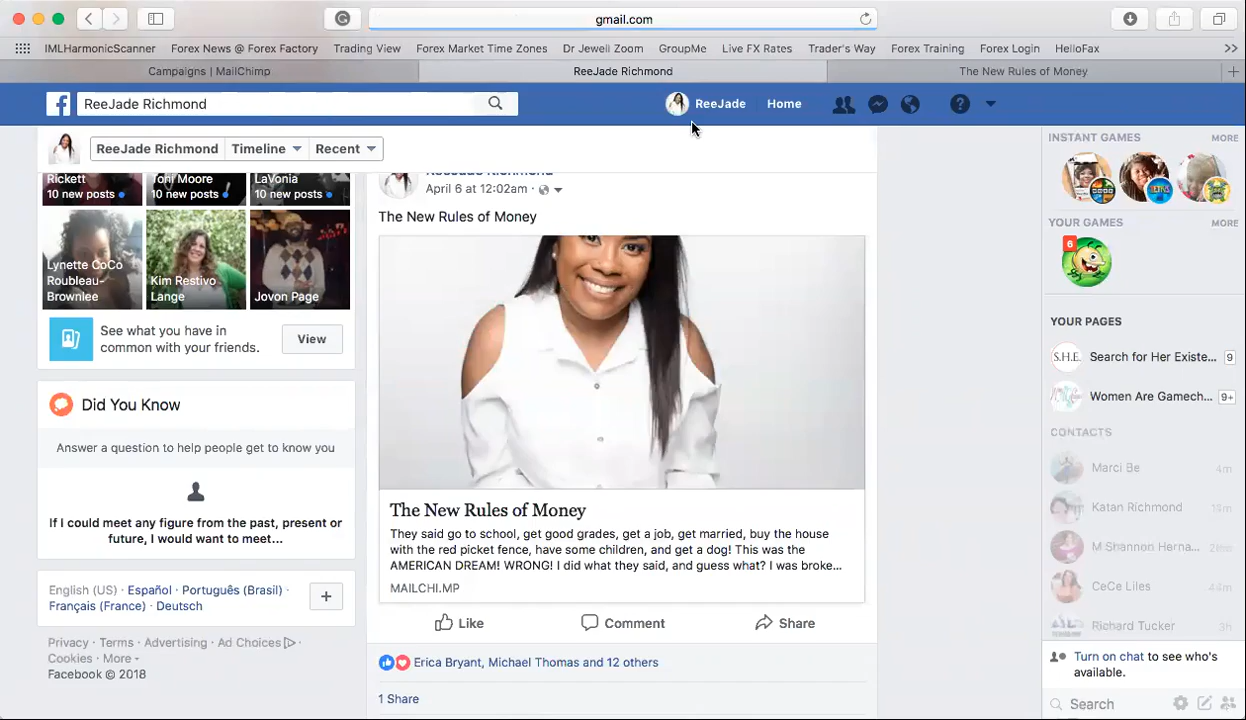 gmail.com
IMLHarmonicScanner Forex News @ Forex Factory Trading View Forex Market Time Zones Dr Jewell Zoom GroupMe Live FX Rates Trader's Way Forex Training Forex Login HelloFax
Campaigns | MailChimp ReeJade Richmond The New Rules of Money
ReeJade Richmond ReeJade Home
ReeJade Richmond Timeline Recent
Rickett
10 new posts
Toni Moore
10 new posts
LaVonia
10 new posts
Lynette CoCo
Roubleau-
Brownlee
Kim Restivo
Lange
Jovon Page
See what you have in
common with your friends.
View
Did You Know
Answer a question to help people get to know you
If I could meet any figure from the past, present or
future, I would want to meet...
English (US) · Español · Português (Brasil) ·
Français (France) · Deutsch
Privacy · Terms · Advertising · Ad Choices ·
Cookies · More
Facebook © 2018
April 6 at 12:02am ·
The New Rules of Money
The New Rules of Money
They said go to school, get good grades, get a job, get married, buy the house
with the red picket fence, have some children, and get a dog! This was the
AMERICAN DREAM! WRONG! I did what they said, and guess what? I was broke...
MAILCHI.MP
Like Comment Share
Erica Bryant, Michael Thomas and 12 others
1 Share
INSTANT GAMES MORE
YOUR GAMES MORE
6
YOUR PAGES
S.H.E. Search for Her Existe... 9
Women Are Gamech... 9+
CONTACTS
Marci Be 4m
Katan Richmond
M Shannon Herna...
CeCe Liles
Richard Tucker 3h
Turn on chat to see who's
available.
Search